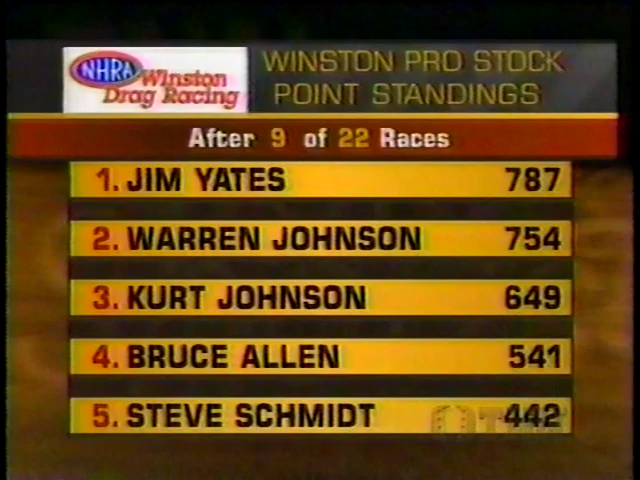 NHRA
Winston
Drag Racing
WINSTON PRO STOCK
POINT STANDINGS
After 9 of 22 Races
1. JIM YATES 787
2. WARREN JOHNSON 754
3. KURT JOHNSON 649
4. BRUCE ALLEN 541
5. STEVE SCHMIDT 442